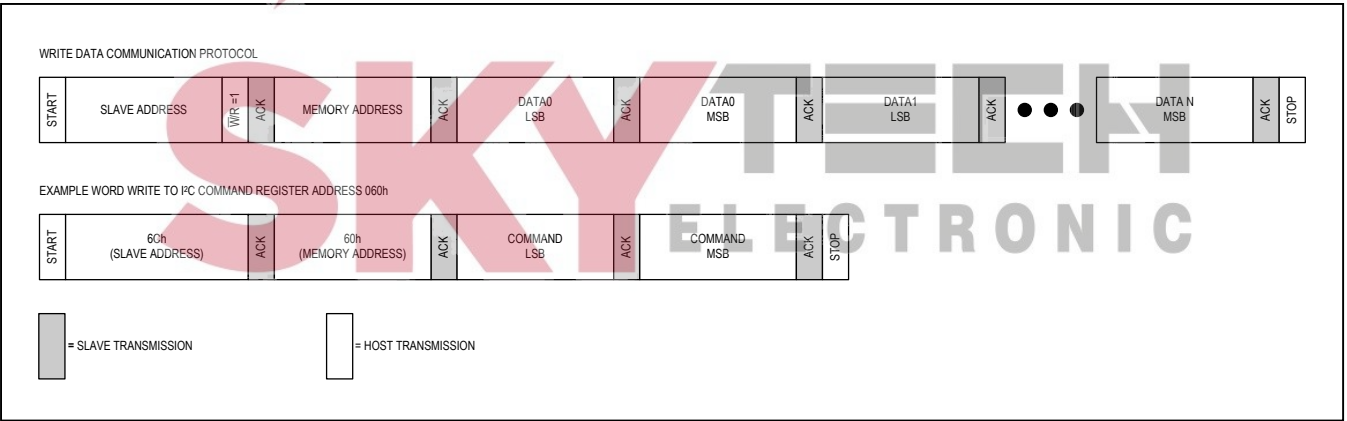 WRITE DATA COMMUNICATION PROTOCOL
START
SLAVE ADDRESS
W/R =1
ACK
MEMORY ADDRESS
ACK
DATA0
LSB
ACK
DATA0
MSB
ACK
DATA1
LSB
ACK
DATA N
MSB
ACK
STOP
EXAMPLE WORD WRITE TO I²C COMMAND REGISTER ADDRESS 060h
START
6Ch
(SLAVE ADDRESS)
ACK
60h
(MEMORY ADDRESS)
ACK
COMMAND
LSB
ACK
COMMAND
MSB
ACK
STOP
= SLAVE TRANSMISSION
= HOST TRANSMISSION
SKYTECH
ELECTRONIC